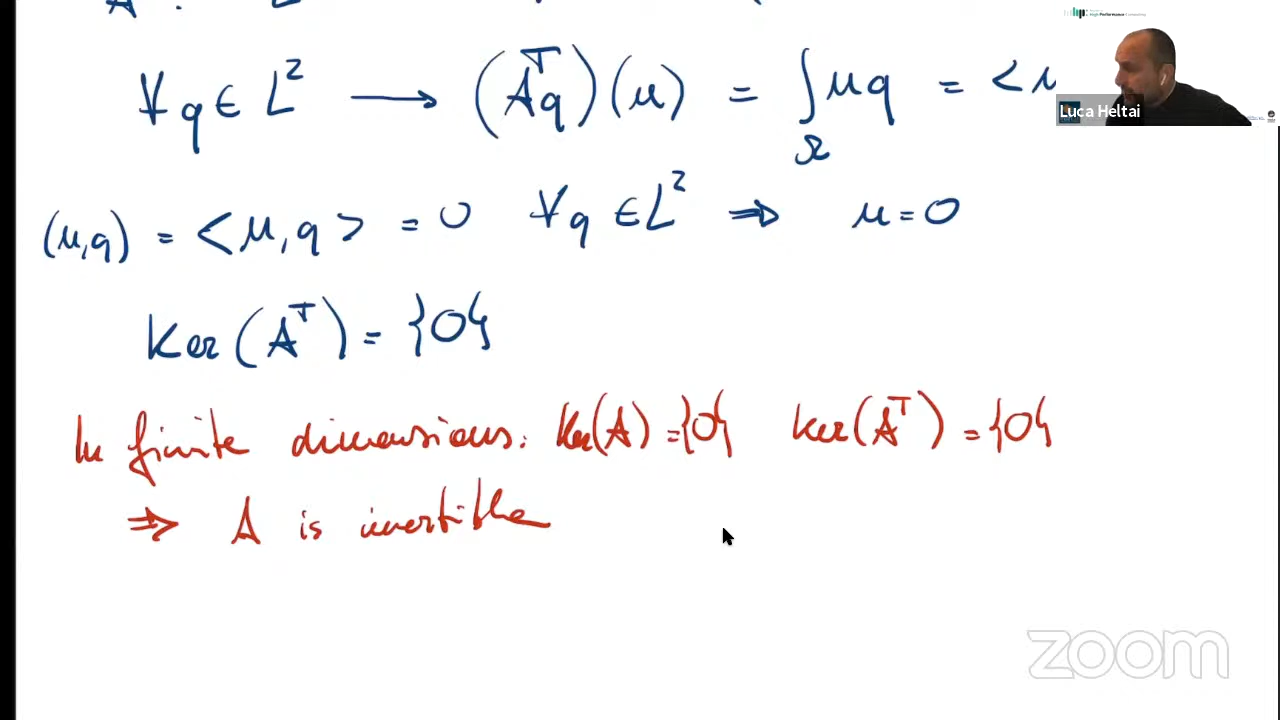 ∀q ∈ L² → (Aᵀq)(u) = ∫_Ω uq = <u
Luca Heltai
(u,q) = <u,q> = 0 ∀q ∈ L² ⇒ u = 0
Ker(Aᵀ) = {0}
In finite dimensions: Ker(A) = {0} Ker(Aᵀ) = {0}
⇒ A is invertible
zoom